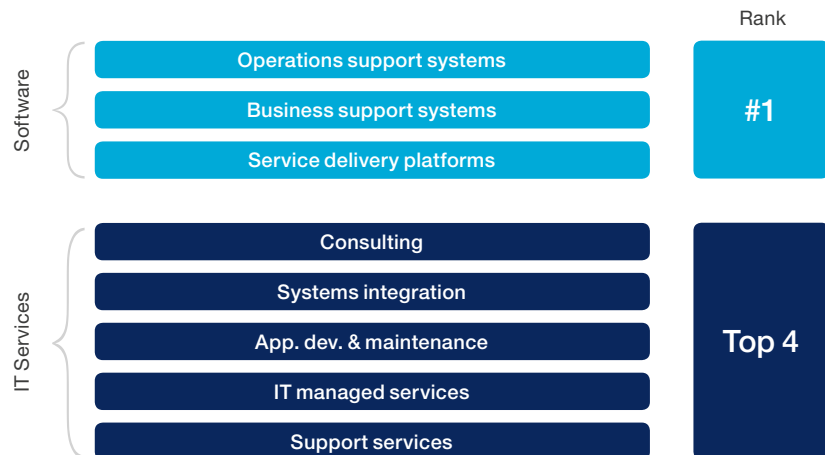 Rank
Software
Operations support systems
Business support systems
Service delivery platforms
#1
IT Services
Consulting
Systems integration
App. dev. & maintenance
IT managed services
Support services
Top 4